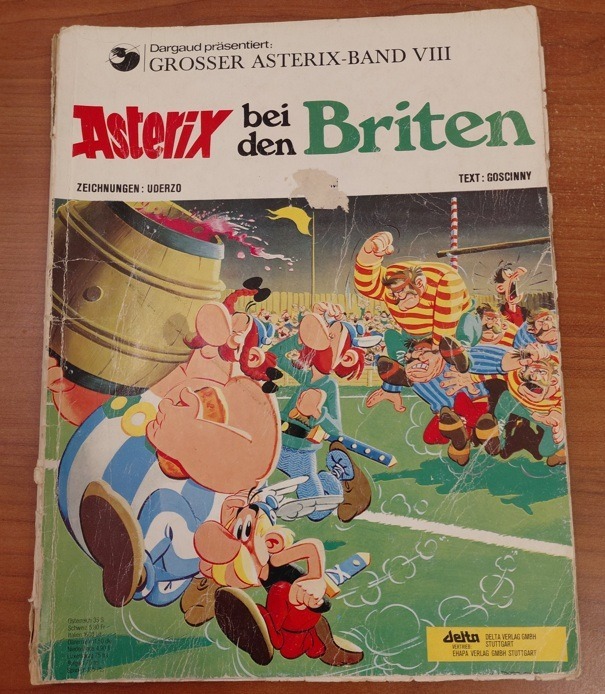 Dargaud präsentiert:
GROSSER ASTERIX-BAND VIII
Asterix bei den Briten
ZEICHNUNGEN: UDERZO
TEXT: GOSCINNY
delta DELTA VERLAG GMBH
VERTRIEB: EHAPA VERLAG GMBH STUTTGART